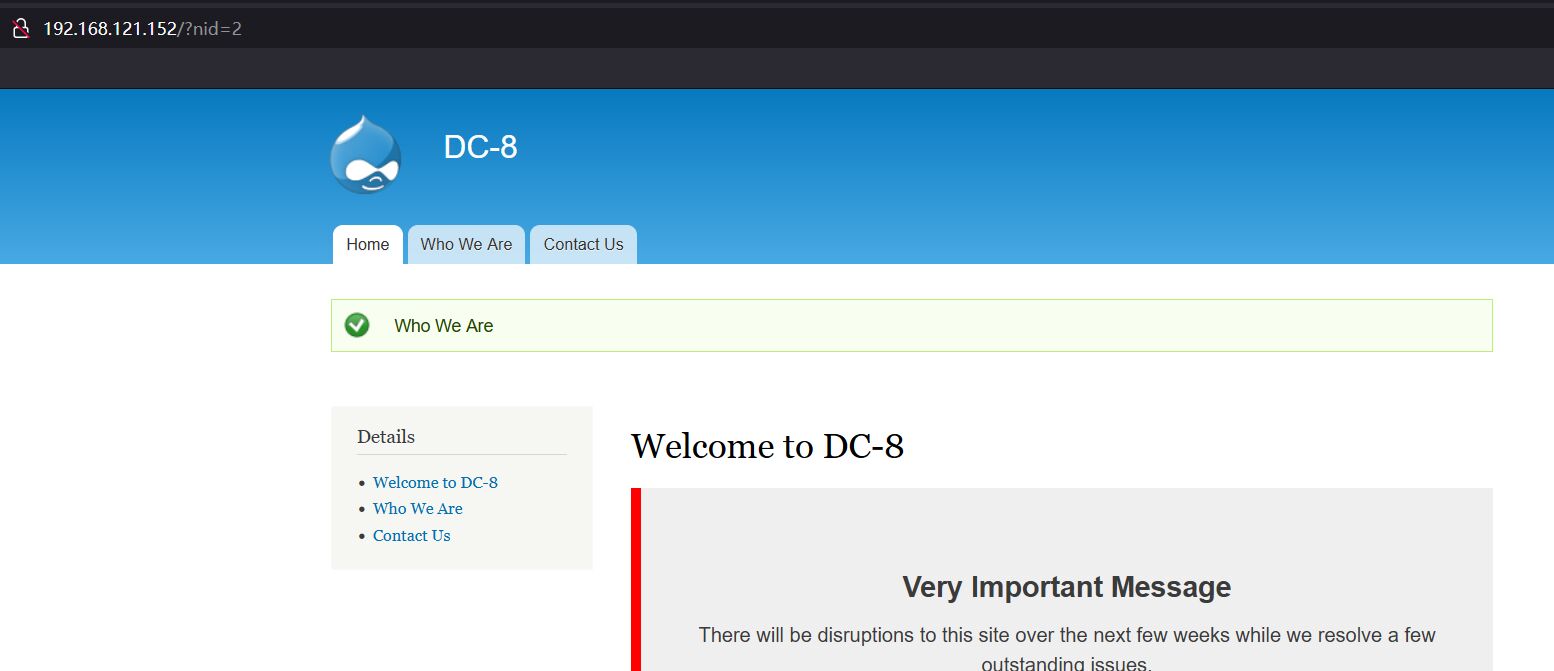 192.168.121.152/?nid=2
DC-8
Home Who We Are Contact Us
Who We Are
Details
Welcome to DC-8
Who We Are
Contact Us
Welcome to DC-8
Very Important Message
There will be disruptions to this site over the next few weeks while we resolve a few
outstanding issues.